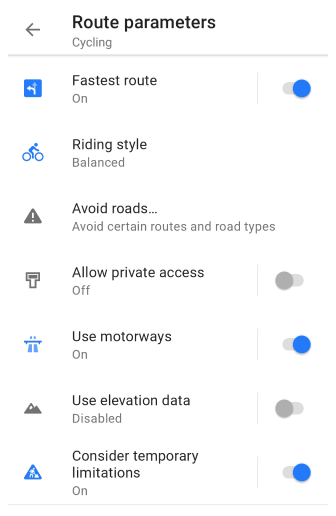 Route parameters
Cycling
Fastest route
On
Riding style
Balanced
Avoid roads…
Avoid certain routes and road types
Allow private access
Off
Use motorways
On
Use elevation data
Disabled
Consider temporary
limitations
On